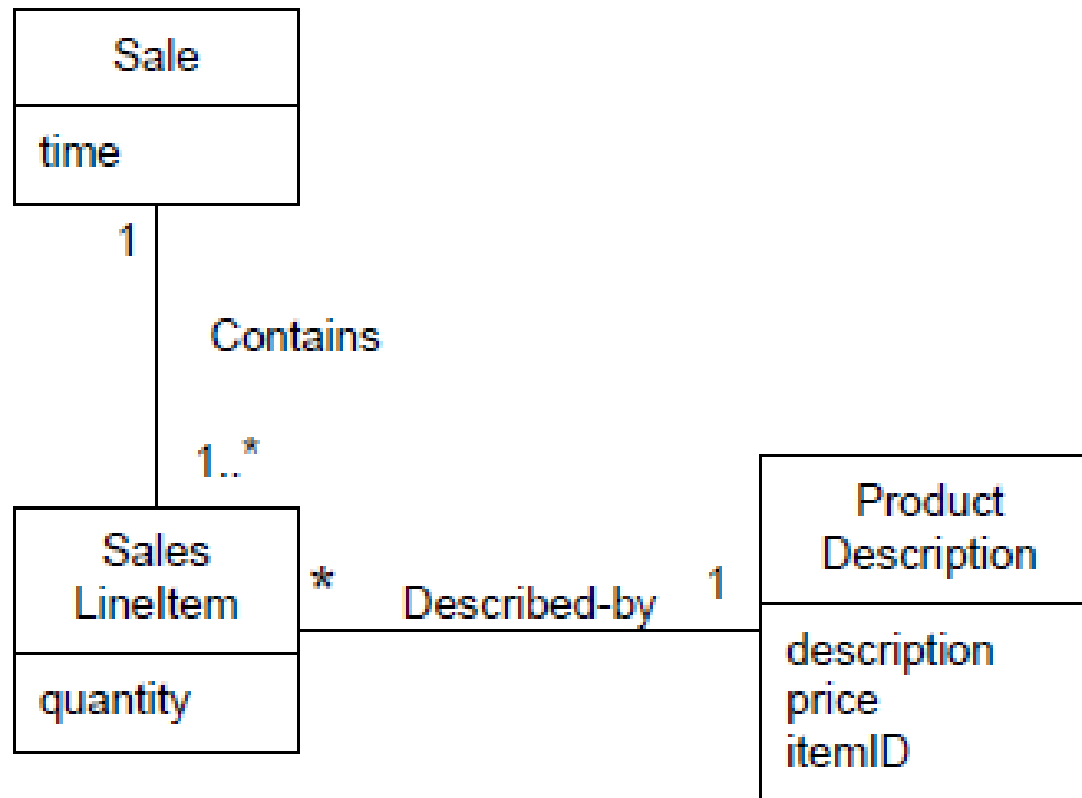 Sale
time
1
Contains
1..*
Sales
LineItem
quantity
*
Described-by
1
Product
Description
description
price
itemID